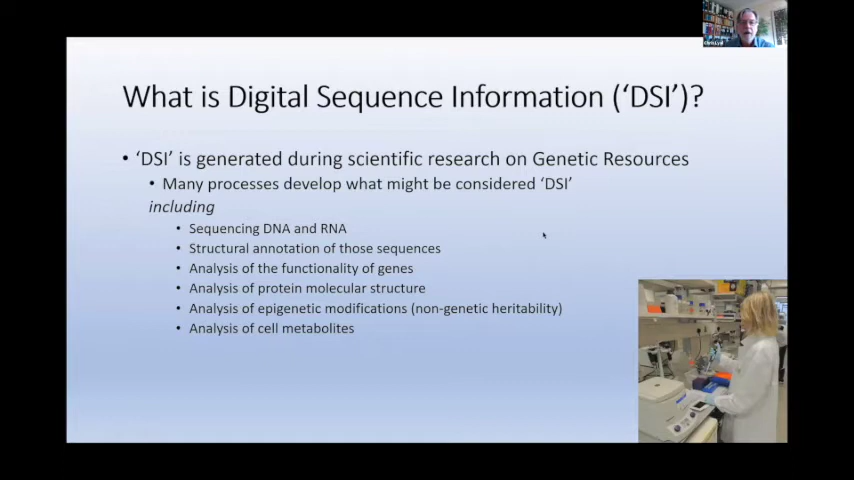 What is Digital Sequence Information ('DSI')?
• 'DSI' is generated during scientific research on Genetic Resources
• Many processes develop what might be considered 'DSI'
including
• Sequencing DNA and RNA
• Structural annotation of those sequences
• Analysis of the functionality of genes
• Analysis of protein molecular structure
• Analysis of epigenetic modifications (non-genetic heritability)
• Analysis of cell metabolites